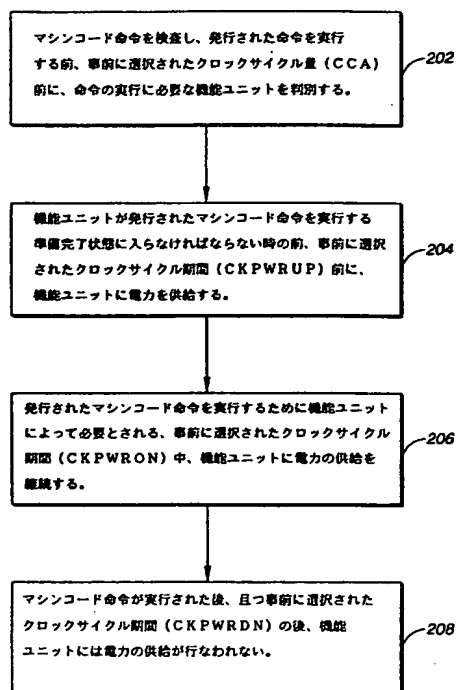 マシンコード命令を検査し、発行された命令を実行
する前、事前に選択されたクロックサイクル量（CCA）
前に、命令の実行に必要な機能ユニットを判別する。
202
機能ユニットが発行されたマシンコード命令を実行する
準備完了状態に入らなければならない時の前、事前に選択
されたクロックサイクル期間（CKPWRUP）前に、
機能ユニットに電力を供給する。
204
発行されたマシンコード命令を実行するために機能ユニット
によって必要とされる、事前に選択されたクロックサイクル
期間（CKPWRON）中、機能ユニットに電力の供給を
継続する。
206
マシンコード命令が実行された後、且つ事前に選択された
クロックサイクル期間（CKPWRDN）の後、機能
ユニットには電力の供給が行なわれない。
208